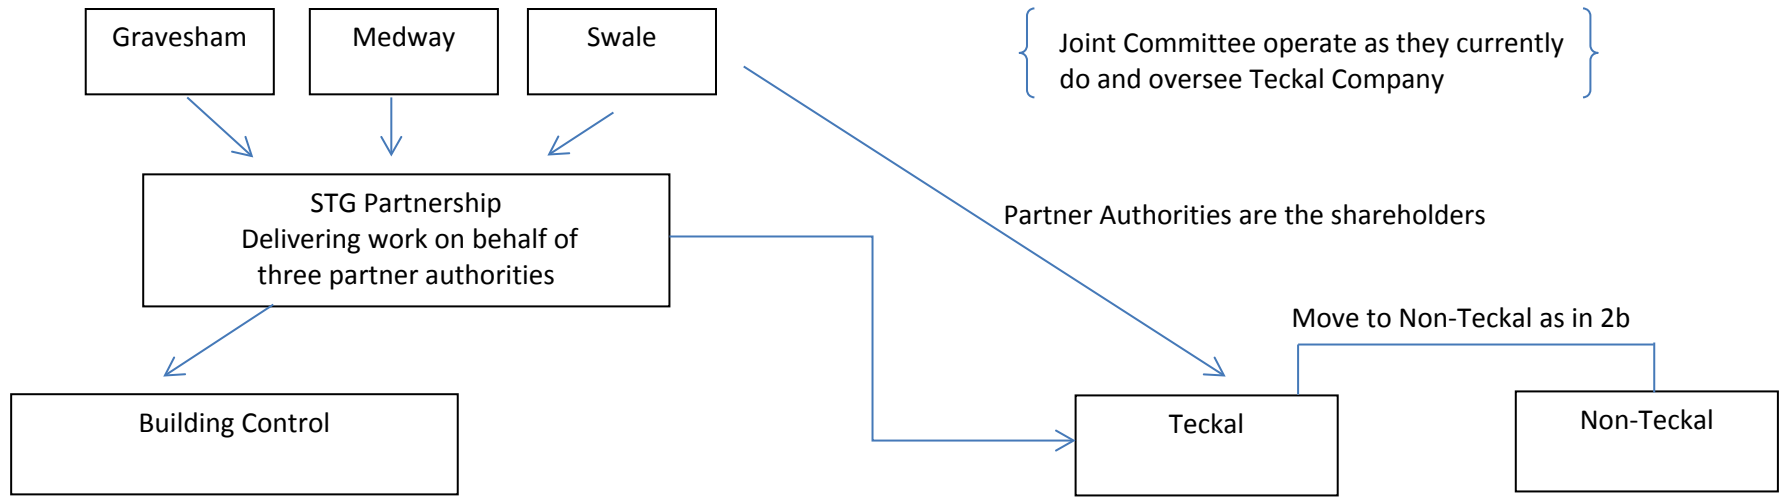 Gravesham
Medway
Swale
Joint Committee operate as they currently
do and oversee Teckal Company
STG Partnership
Delivering work on behalf of
three partner authorities
Partner Authorities are the shareholders
Move to Non-Teckal as in 2b
Building Control
Teckal
Non-Teckal